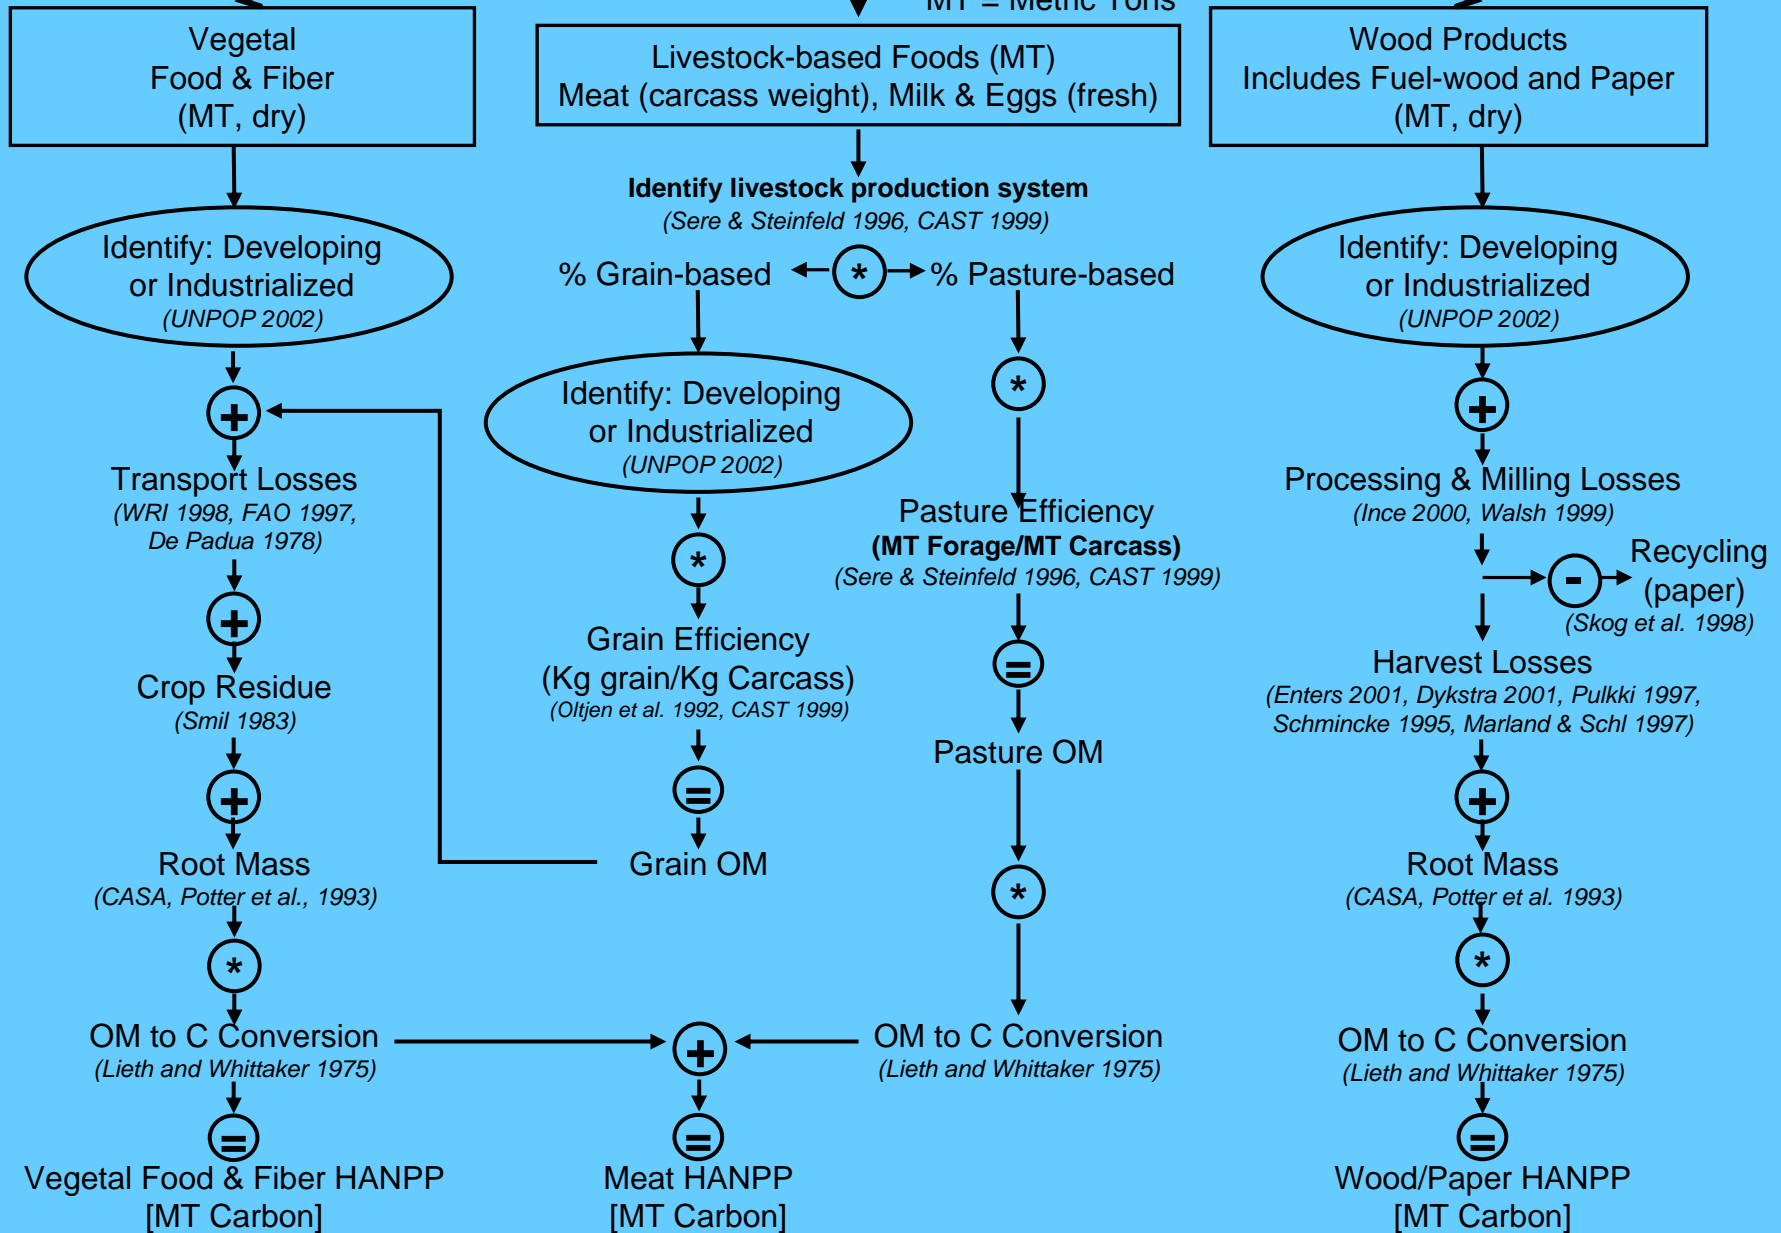 MT = Metric Tons
Vegetal
Food & Fiber
(MT, dry)
Identify: Developing
or Industrialized
(UNPOP 2002)
+
Transport Losses
(WRI 1998, FAO 1997,
De Padua 1978)
+
Crop Residue
(Smil 1983)
+
Root Mass
(CASA, Potter et al., 1993)
*
OM to C Conversion
(Lieth and Whittaker 1975)
=
Vegetal Food & Fiber HANPP
[MT Carbon]
Livestock-based Foods (MT)
Meat (carcass weight), Milk & Eggs (fresh)
Identify livestock production system
(Sere & Steinfeld 1996, CAST 1999)
% Grain-based * % Pasture-based
Identify: Developing
or Industrialized
(UNPOP 2002)
*
Grain Efficiency
(Kg grain/Kg Carcass)
(Oltjen et al. 1992, CAST 1999)
=
Grain OM
*
Pasture Efficiency
(MT Forage/MT Carcass)
(Sere & Steinfeld 1996, CAST 1999)
=
Pasture OM
*
OM to C Conversion
(Lieth and Whittaker 1975)
+
=
Meat HANPP
[MT Carbon]
Wood Products
Includes Fuel-wood and Paper
(MT, dry)
Identify: Developing
or Industrialized
(UNPOP 2002)
+
Processing & Milling Losses
(Ince 2000, Walsh 1999)
-
Recycling
(paper)
(Skog et al. 1998)
Harvest Losses
(Enters 2001, Dykstra 2001, Pulkki 1997,
Schmincke 1995, Marland & Schl 1997)
+
Root Mass
(CASA, Potter et al. 1993)
*
OM to C Conversion
(Lieth and Whittaker 1975)
=
Wood/Paper HANPP
[MT Carbon]